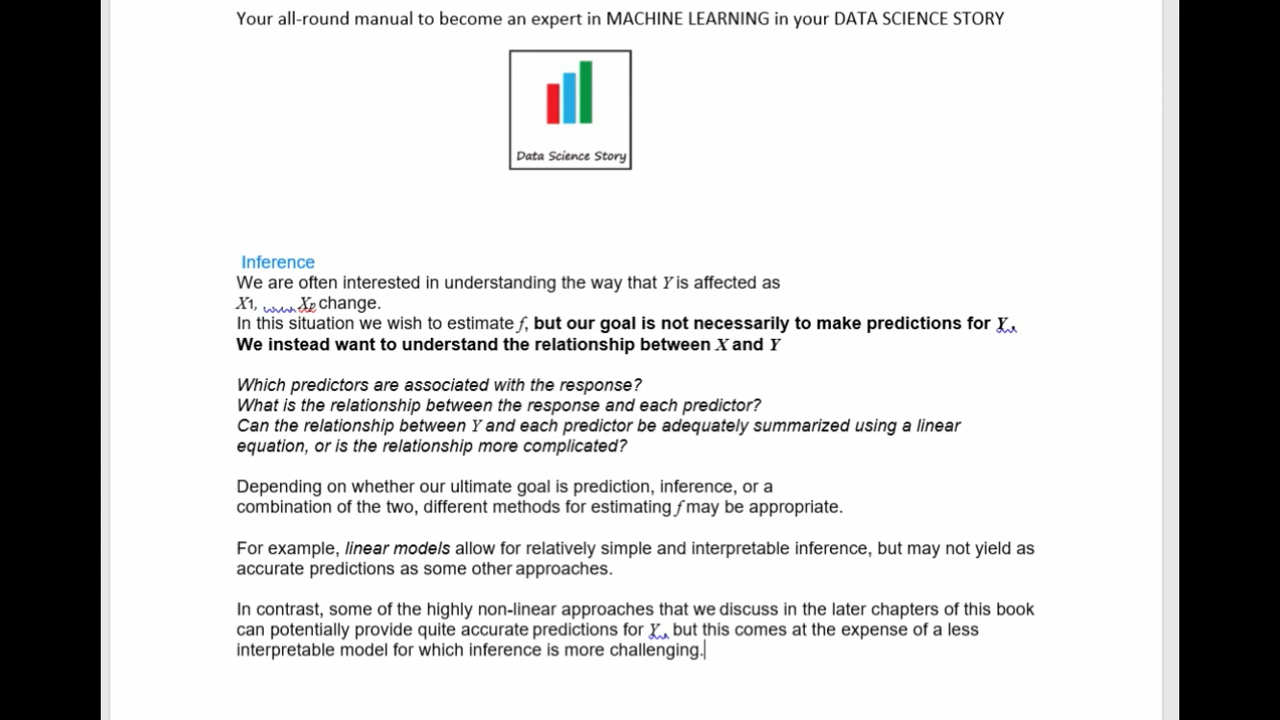 Your all-round manual to become an expert in MACHINE LEARNING in your DATA SCIENCE STORY
Data Science Story
Inference
We are often interested in understanding the way that Y is affected as
X1, ...... Xp change.
In this situation we wish to estimate f, but our goal is not necessarily to make predictions for Y .
We instead want to understand the relationship between X and Y
Which predictors are associated with the response?
What is the relationship between the response and each predictor?
Can the relationship between Y and each predictor be adequately summarized using a linear
equation, or is the relationship more complicated?
Depending on whether our ultimate goal is prediction, inference, or a
combination of the two, different methods for estimating f may be appropriate.
For example, linear models allow for relatively simple and interpretable inference, but may not yield as
accurate predictions as some other approaches.
In contrast, some of the highly non-linear approaches that we discuss in the later chapters of this book
can potentially provide quite accurate predictions for Y , but this comes at the expense of a less
interpretable model for which inference is more challenging.